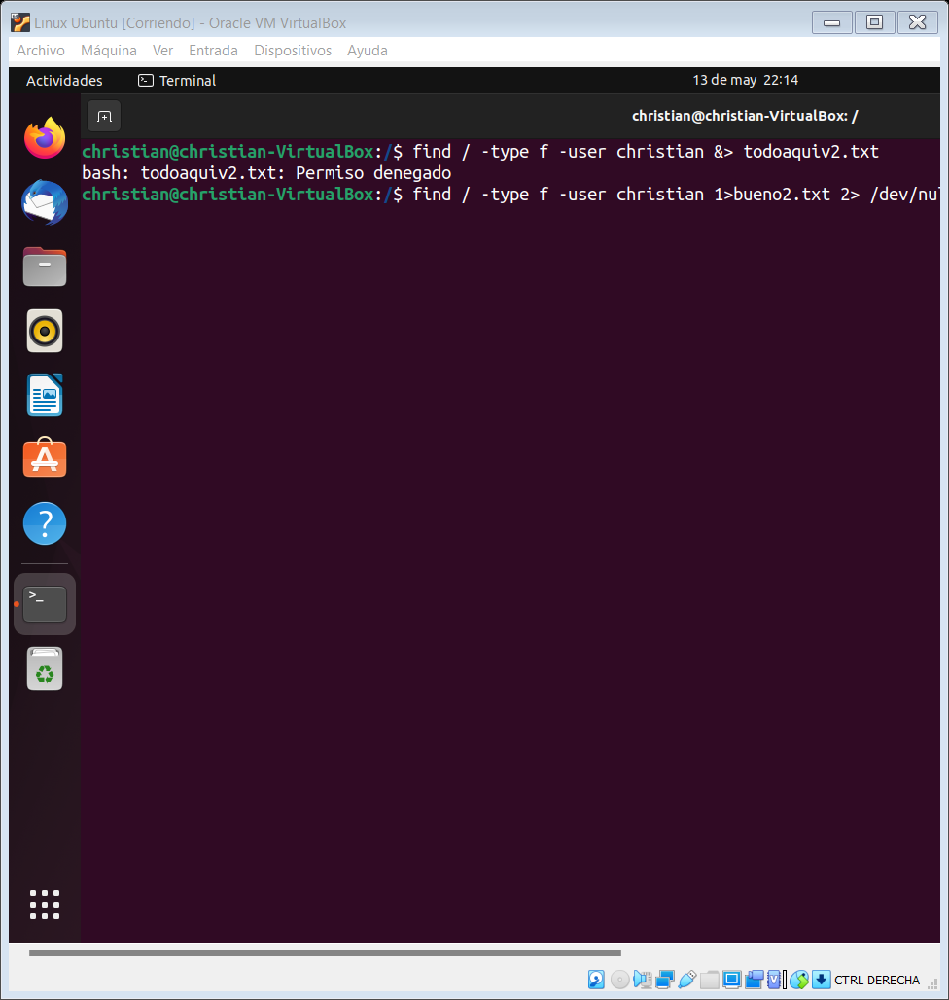 Linux Ubuntu [Corriendo] - Oracle VM VirtualBox
Archivo Máquina Ver Entrada Dispositivos Ayuda
Actividades Terminal 13 de may 22:14
christian@christian-VirtualBox: /
christian@christian-VirtualBox:/$ find / -type f -user christian &> todoaquiv2.txt
bash: todoaquiv2.txt: Permiso denegado
christian@christian-VirtualBox:/$ find / -type f -user christian 1>bueno2.txt 2> /dev/nul
CTRL DERECHA